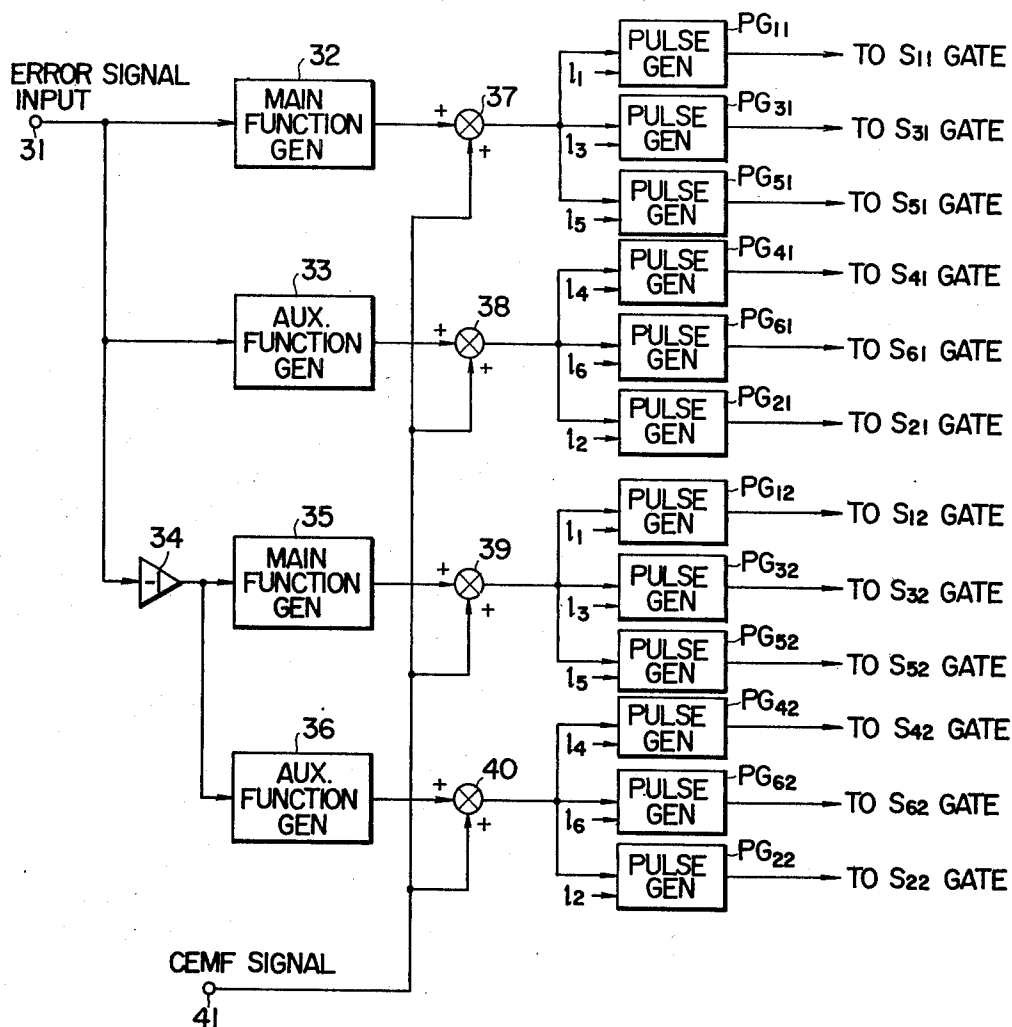 ERROR SIGNAL
INPUT
31
32
MAIN
FUNCTION
GEN
+
37
+
l1
PULSE
GEN
PG11
TO S11 GATE
l3
PULSE
GEN
PG31
TO S31 GATE
l5
PULSE
GEN
PG51
TO S51 GATE
33
AUX.
FUNCTION
GEN
+
38
+
l4
PULSE
GEN
PG41
TO S41 GATE
l6
PULSE
GEN
PG61
TO S61 GATE
l2
PULSE
GEN
PG21
TO S21 GATE
34
-1
35
MAIN
FUNCTION
GEN
+
39
+
l1
PULSE
GEN
PG12
TO S12 GATE
l3
PULSE
GEN
PG32
TO S32 GATE
l5
PULSE
GEN
PG52
TO S52 GATE
36
AUX.
FUNCTION
GEN
+
40
+
l4
PULSE
GEN
PG42
TO S42 GATE
l6
PULSE
GEN
PG62
TO S62 GATE
l2
PULSE
GEN
PG22
TO S22 GATE
CEMF SIGNAL
41